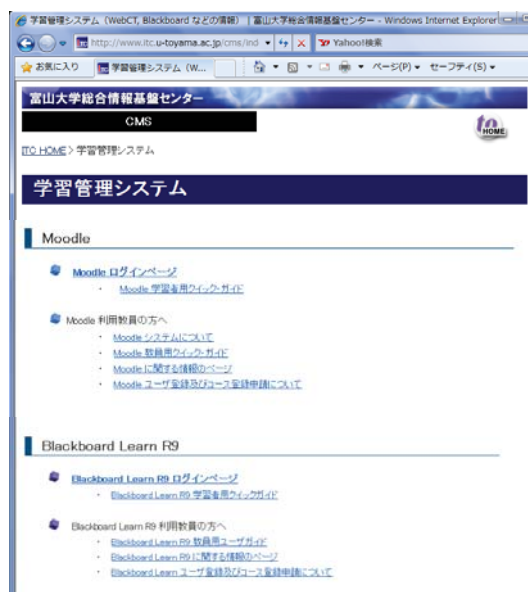 学習管理システム (WebCT, Blackboard などの情報) | 富山大学総合情報基盤センター - Windows Internet Explorer
http://www.itc.u-toyama.ac.jp/cms/ind
Yahoo!検索
お気に入り
学習管理システム (W...
ページ(P)
セーフティ(S)
富山大学総合情報基盤センター
CMS
to HOME
ITC HOME > 学習管理システム
学習管理システム
Moodle
Moodle ログインページ
・ Moodle 学習者用クイック・ガイド
Moodle 利用教員の方へ
・ Moodle システムについて
・ Moodle 教員用クイック・ガイド
・ Moodle に関する情報のページ
・ Moodle ユーザ登録及びコース登録申請について
Blackboard Learn R9
Blackboard Learn R9 ログインページ
・ Blackboard Learn R9 学習者用クイックガイド
Blackboard Learn R9 利用教員の方へ
・ Blackboard Learn R9 教員用ユーザガイド
・ Blackboard Learn R9 に関する情報のページ
・ Blackboard Learn ユーザ登録及びコース登録申請について